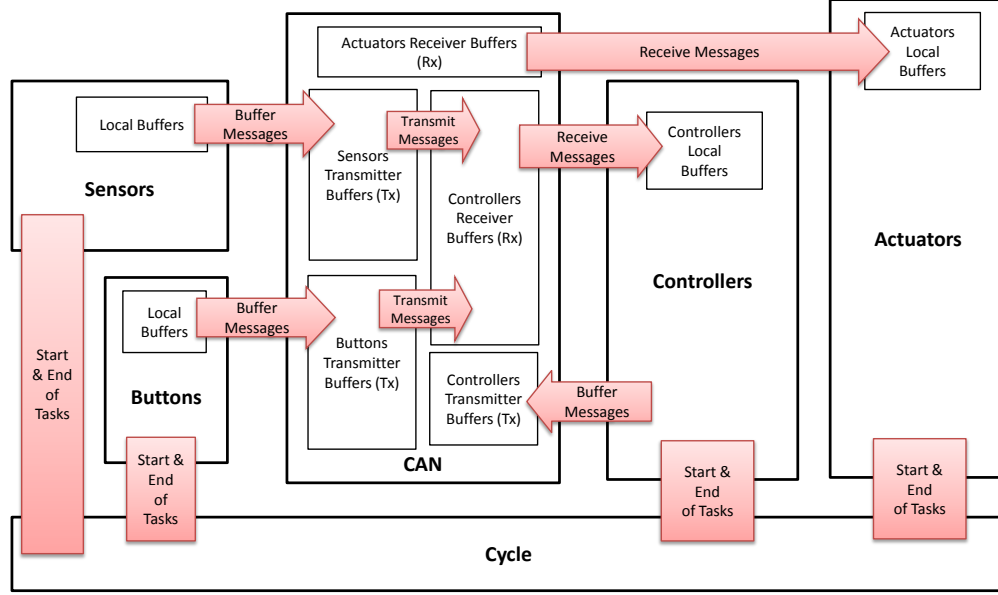 Actuators Receiver Buffers
(Rx)
Receive Messages
Actuators
Local
Buffers
Local Buffers
Buffer
Messages
Sensors
Transmitter
Buffers (Tx)
Transmit
Messages
Controllers
Receiver
Buffers (Rx)
Receive
Messages
Controllers
Local
Buffers
Sensors
Actuators
Controllers
Local
Buffers
Buffer
Messages
Buttons
Transmitter
Buffers (Tx)
Transmit
Messages
Start
& End
of
Tasks
Buttons
Controllers
Transmitter
Buffers (Tx)
Buffer
Messages
CAN
Start &
End
of
Tasks
Start &
End
of Tasks
Start &
End
of Tasks
Cycle